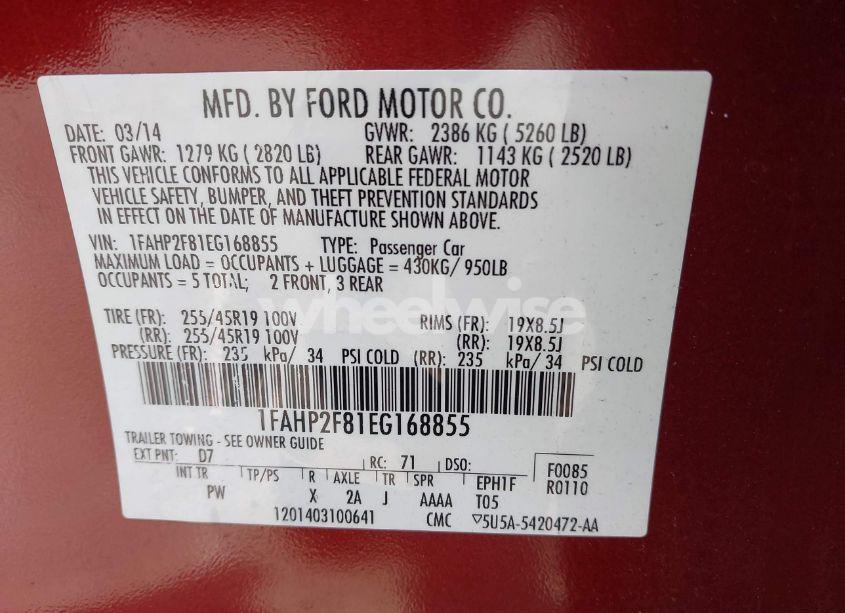 MFD. BY FORD MOTOR CO.
DATE: 03/14 GVWR: 2386 KG ( 5260 LB)
FRONT GAWR: 1279 KG ( 2820 LB) REAR GAWR: 1143 KG ( 2520 LB)
THIS VEHICLE CONFORMS TO ALL APPLICABLE FEDERAL MOTOR
VEHICLE SAFETY, BUMPER, AND THEFT PREVENTION STANDARDS
IN EFFECT ON THE DATE OF MANUFACTURE SHOWN ABOVE.
VIN: 1FAHP2F81EG168855 TYPE: Passenger Car
MAXIMUM LOAD = OCCUPANTS + LUGGAGE = 430KG/ 950LB
OCCUPANTS = 5 TOTAL; 2 FRONT, 3 REAR
wheelwise
TIRE (FR): 255/45R19 100V RIMS (FR): 19X8.5J
(RR): 255/45R19 100V (RR): 19X8.5J
PRESSURE (FR): 235 kPa/ 34 PSI COLD (RR): 235 kPa/ 34 PSI COLD
1FAHP2F81EG168855
TRAILER TOWING - SEE OWNER GUIDE
EXT PNT: D7 RC: 71 DSO: F0085
INT TR TP/PS R AXLE TR SPR EPH1F R0110
PW X 2A J AAAA T05
1201403100641 CMC ▽5U5A-5420472-AA